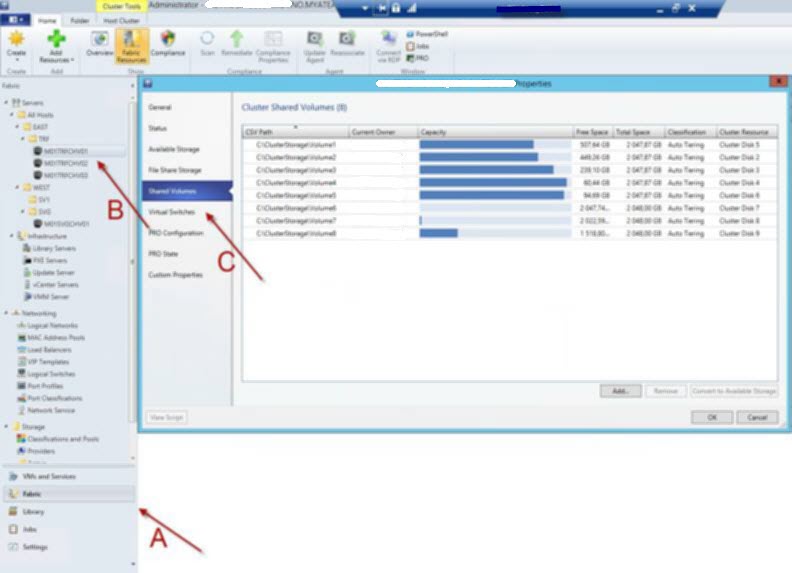 Cluster Tools
Administrator -
NO.MYATEA
Home
Folder
Host Cluster
Create
Add Resources
Overview
Fabric Resources
Compliance
Scan
Remediate
Compliance Properties
Update Agent
Reassociate
Connect via RDP
PowerShell
Jobs
PRO
Create
Add
Show
Compliance
Agent
Window
Fabric
Servers
All Hosts
EAST
TRF
M01TRFCHV01
M01TRFCHV02
M01TRFCHV03
WEST
SV1
SVG
M01SVGCHV01
Infrastructure
Library Servers
PXE Servers
Update Server
vCenter Servers
VMM Server
Networking
Logical Networks
MAC Address Pools
Load Balancers
VIP Templates
Logical Switches
Port Profiles
Port Classifications
Network Service
Storage
Classifications and Pools
Providers
VMs and Services
Fabric
Library
Jobs
Settings
A
B
C
Properties
General
Status
Available Storage
File Share Storage
Shared Volumes
Virtual Switches
PRO Configuration
PRO State
Custom Properties
Cluster Shared Volumes (8)
CSV Path Current Owner Capacity Free Space Total Space Classification Cluster Resource
C:\ClusterStorage\Volume1 507,64 GB 2 047,87 GB Auto Tiering Cluster Disk 5
C:\ClusterStorage\Volume2 449,26 GB 2 047,87 GB Auto Tiering Cluster Disk 2
C:\ClusterStorage\Volume3 239,10 GB 2 047,87 GB Auto Tiering Cluster Disk 3
C:\ClusterStorage\Volume4 60,44 GB 2 047,87 GB Auto Tiering Cluster Disk 4
C:\ClusterStorage\Volume5 94,69 GB 2 047,87 GB Auto Tiering Cluster Disk 6
C:\ClusterStorage\Volume6 2 047,74... 2 048,00 GB Auto Tiering Cluster Disk 7
C:\ClusterStorage\Volume7 2 022,59... 2 048,00 GB Auto Tiering Cluster Disk 8
C:\ClusterStorage\Volume8 1 518,80... 2 048,00 GB Auto Tiering Cluster Disk 9
Add...
Remove
Convert to Available Storage
View Script
OK
Cancel